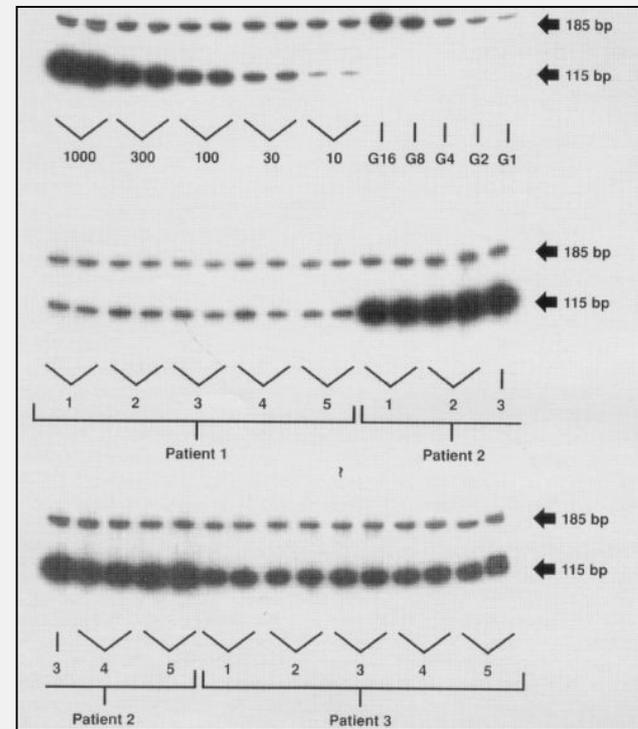 185 bp
115 bp
1000 300 100 30 10 G16 G8 G4 G2 G1
185 bp
115 bp
1 2 3 4 5 1 2 3
Patient 1 Patient 2
185 bp
115 bp
3 4 5 1 2 3 4 5
Patient 2 Patient 3